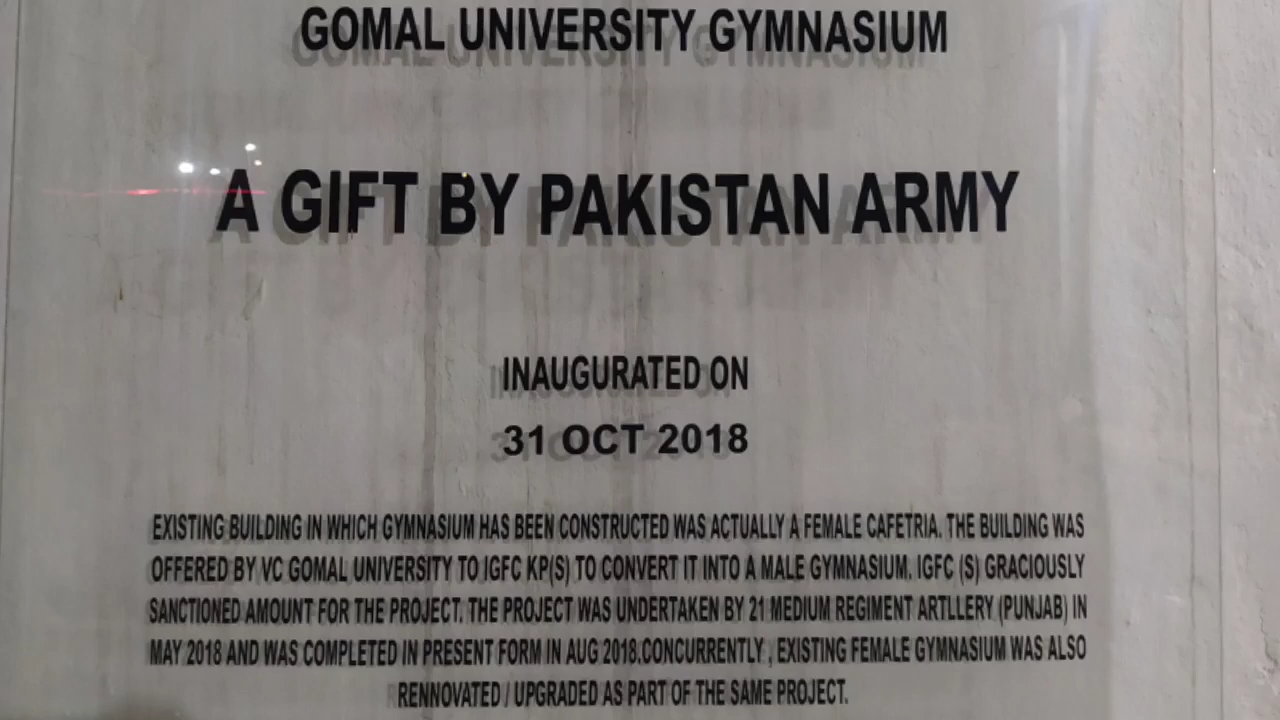 GOMAL UNIVERSITY GYMNASIUM
A GIFT BY PAKISTAN ARMY
INAUGURATED ON
31 OCT 2018
EXISTING BUILDING IN WHICH GYMNASIUM HAS BEEN CONSTRUCTED WAS ACTUALLY A FEMALE CAFETRIA. THE BUILDING WAS
OFFERED BY VC GOMAL UNIVERSITY TO IGFC KP(S) TO CONVERT IT INTO A MALE GYMNASIUM. IGFC (S) GRACIOUSLY
SANCTIONED AMOUNT FOR THE PROJECT. THE PROJECT WAS UNDERTAKEN BY 21 MEDIUM REGIMENT ARTLLERY (PUNJAB) IN
MAY 2018 AND WAS COMPLETED IN PRESENT FORM IN AUG 2018.CONCURRENTLY , EXISTING FEMALE GYMNASIUM WAS ALSO
RENNOVATED / UPGRADED AS PART OF THE SAME PROJECT.